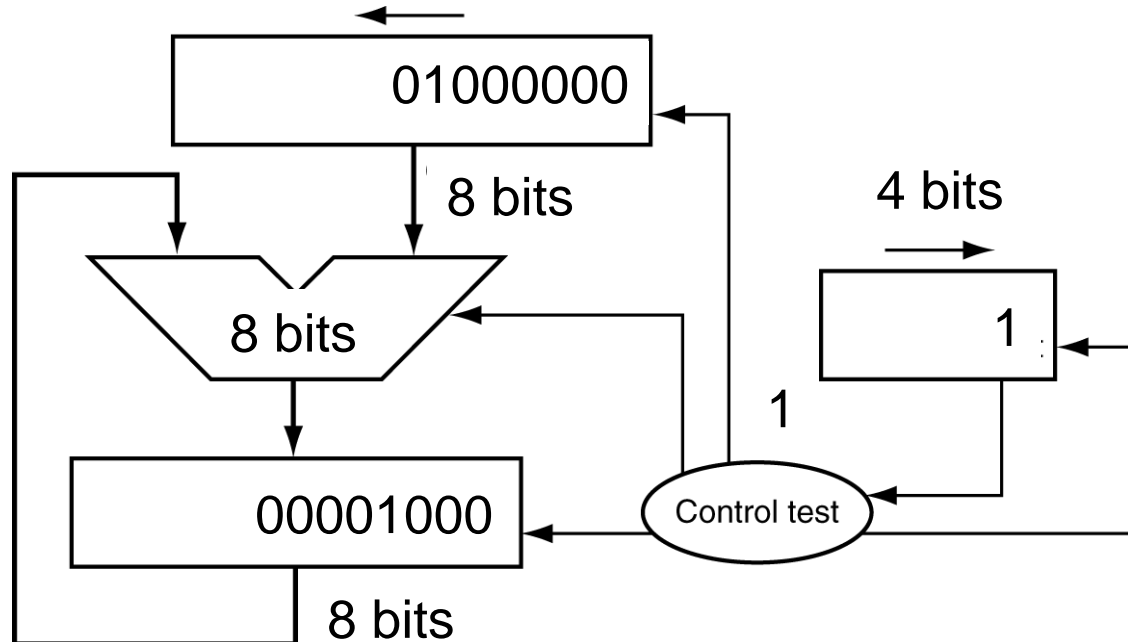 01000000
8 bits
4 bits
8 bits
1
1
Control test
00001000
8 bits